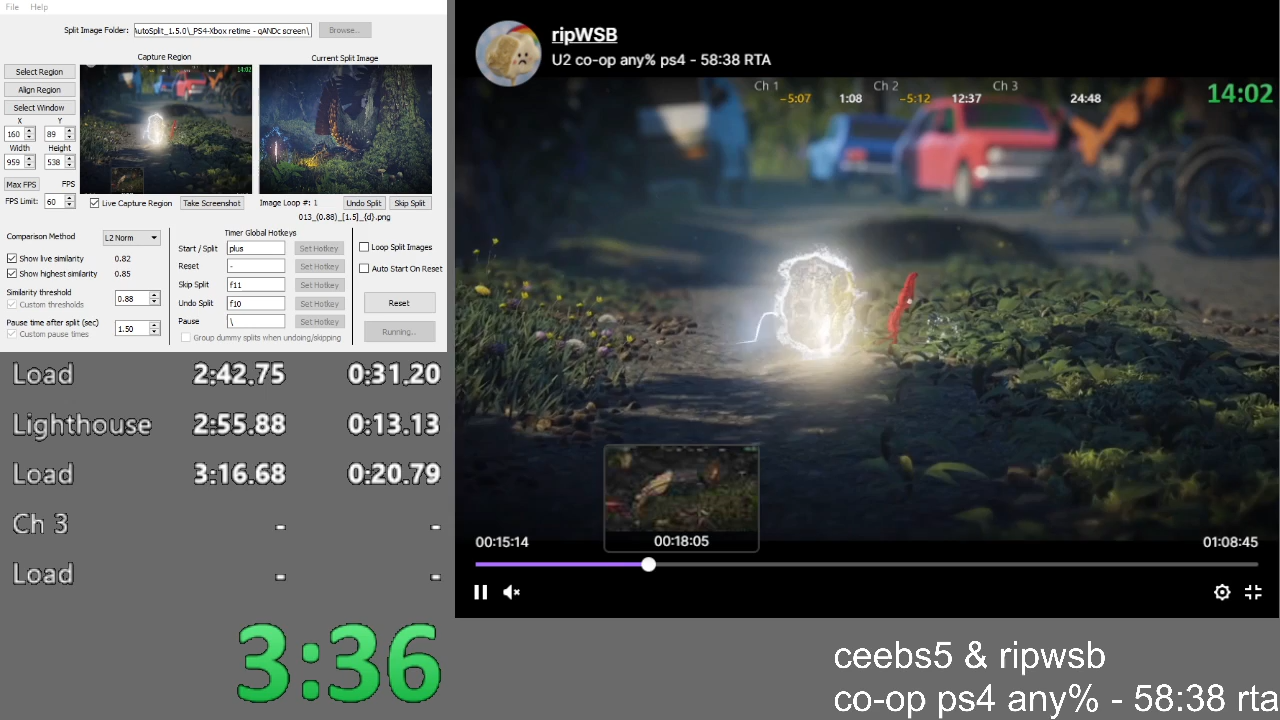 File Help
Split Image Folder: \utoSplit_1.5.0\_PS4-Xbox retime - qANDc screen\ Browse...
Capture Region Current Split Image
Select Region
Align Region
Select Window
X Y
160 89
Width Height
959 538
Max FPS FPS
FPS Limit: 60
Live Capture Region Take Screenshot Image Loop #: 1 Undo Split Skip Split
013_(0.88)_[1.5]_{d}.png
Comparison Method L2 Norm
Show live similarity 0.82
Show highest similarity 0.85
Similarity threshold 0.88
Custom thresholds
Pause time after split (sec) 1.50
Custom pause times
Timer Global Hotkeys
Start / Split plus Set Hotkey
Reset - Set Hotkey
Skip Split f11 Set Hotkey
Undo Split f10 Set Hotkey
Pause \ Set Hotkey
Group dummy splits when undoing/skipping
Loop Split Images
Auto Start On Reset
Reset
Running...
Load 2:42.75 0:31.20
Lighthouse 2:55.88 0:13.13
Load 3:16.68 0:20.79
Ch 3 - -
Load - -
3:36
ripWSB
U2 co-op any% ps4 - 58:38 RTA
Ch 1 Ch 2 Ch 3
−5:07 1:08 −5:12 12:37 24:48
14:02
00:15:14 00:18:05 01:08:45
ceebs5 & ripwsb
co-op ps4 any% - 58:38 rta